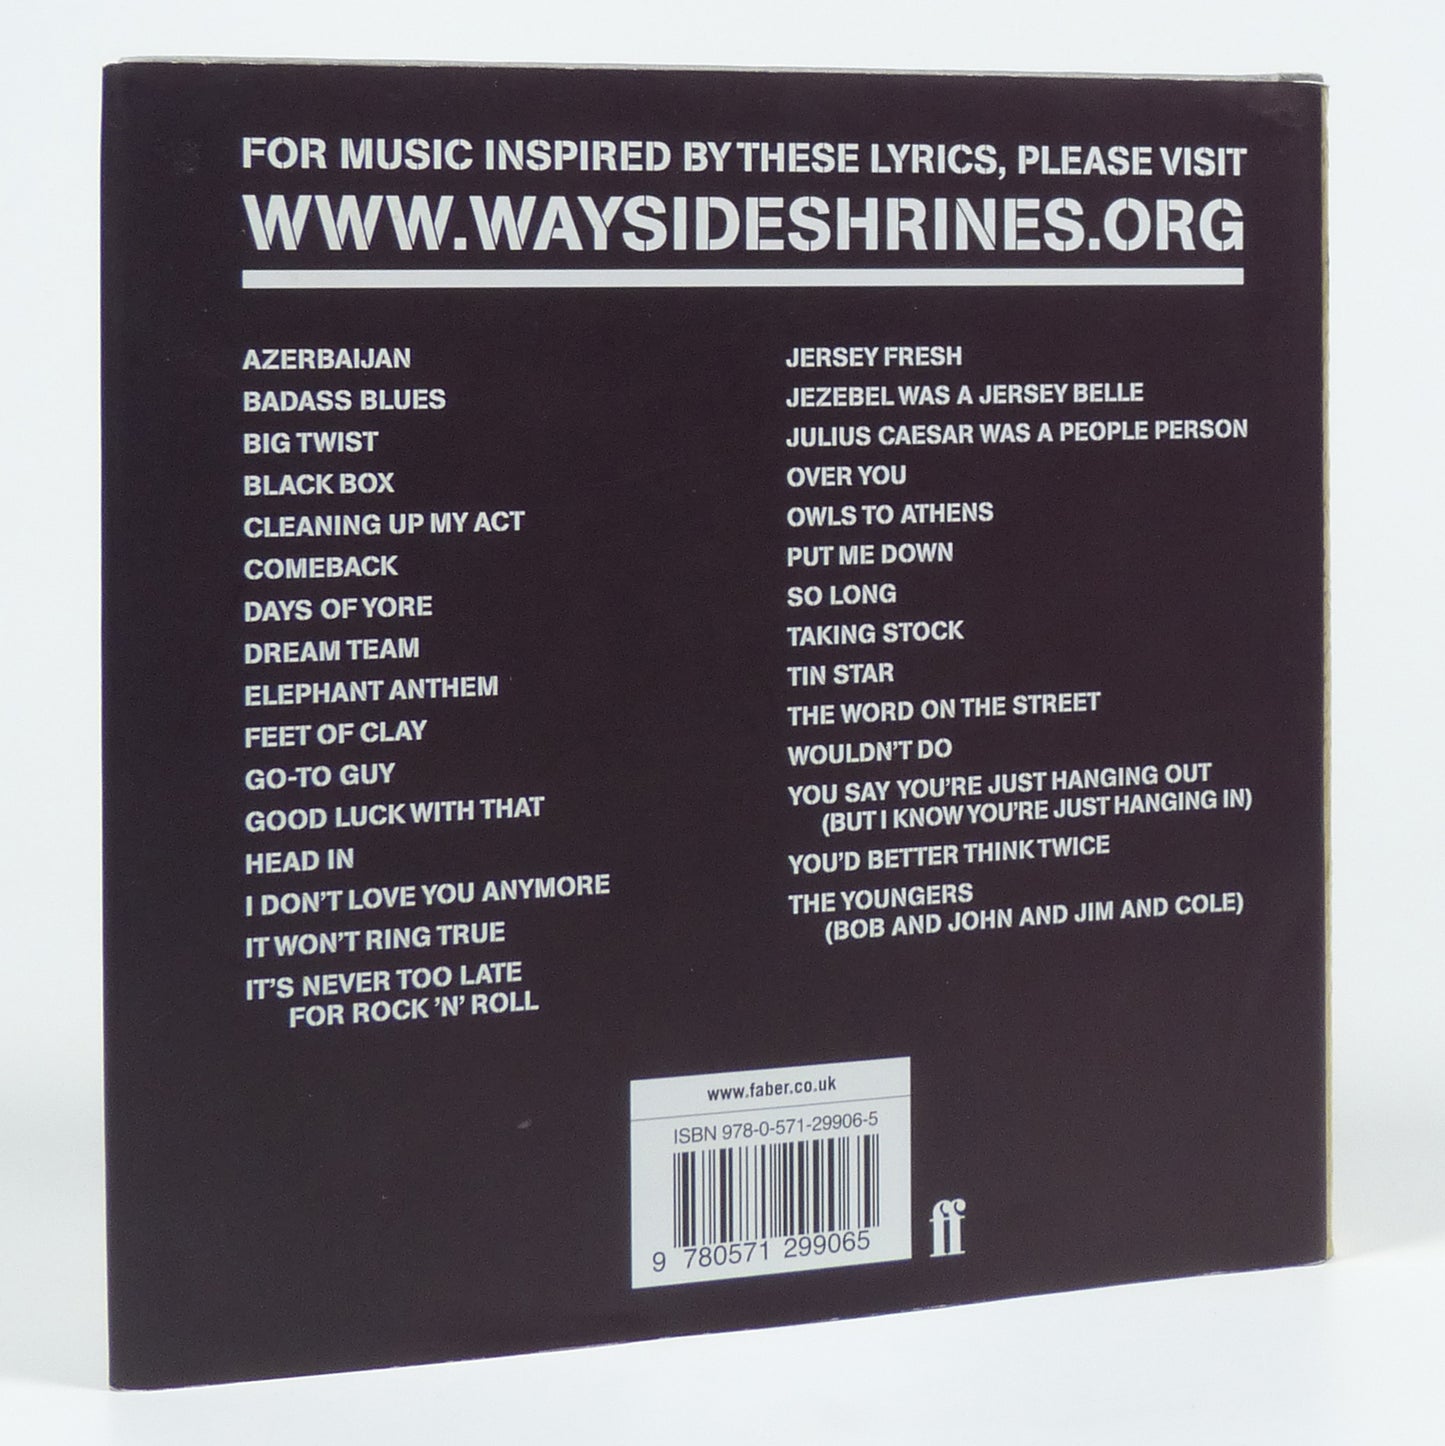 FOR MUSIC INSPIRED BY THESE LYRICS, PLEASE VISIT
WWW.WAYSIDESHRINES.ORG
AZERBAIJAN
BADASS BLUES
BIG TWIST
BLACK BOX
CLEANING UP MY ACT
COMEBACK
DAYS OF YORE
DREAM TEAM
ELEPHANT ANTHEM
FEET OF CLAY
GO-TO GUY
GOOD LUCK WITH THAT
HEAD IN
I DON'T LOVE YOU ANYMORE
IT WON'T RING TRUE
IT'S NEVER TOO LATE
FOR ROCK 'N' ROLL
JERSEY FRESH
JEZEBEL WAS A JERSEY BELLE
JULIUS CAESAR WAS A PEOPLE PERSON
OVER YOU
OWLS TO ATHENS
PUT ME DOWN
SO LONG
TAKING STOCK
TIN STAR
THE WORD ON THE STREET
WOULDN'T DO
YOU SAY YOU'RE JUST HANGING OUT
(BUT I KNOW YOU'RE JUST HANGING IN)
YOU'D BETTER THINK TWICE
THE YOUNGERS
(BOB AND JOHN AND JIM AND COLE)
www.faber.co.uk
ISBN 978-0-571-29906-5
9 780571 299065
ff